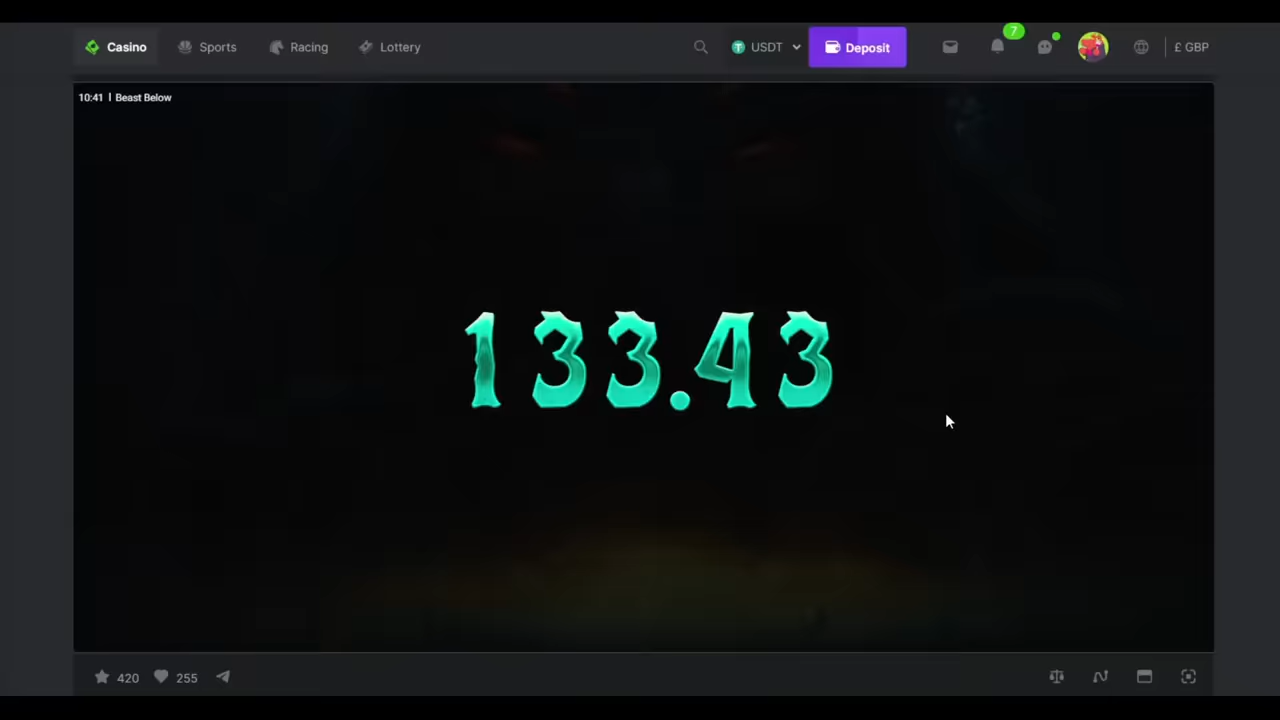 Casino Sports Racing Lottery USDT Deposit 7 £ GBP
10:41 | Beast Below
133.43
420 255